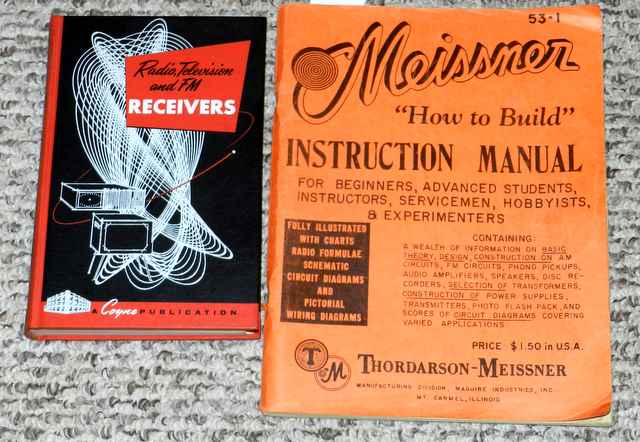 Radio, Television
and FM
RECEIVERS
A Coyne PUBLICATION
53-1
Meissner
"How to Build"
INSTRUCTION MANUAL
FOR BEGINNERS, ADVANCED STUDENTS,
INSTRUCTORS, SERVICEMEN, HOBBYISTS,
& EXPERIMENTERS
FULLY ILLUSTRATED
WITH CHARTS
RADIO FORMULAE
SCHEMATIC
CIRCUIT DIAGRAMS
AND
PICTORIAL
WIRING DIAGRAMS
CONTAINING:
A WEALTH OF INFORMATION ON BASIC
THEORY, DESIGN, CONSTRUCTION ON AM
CIRCUITS, FM CIRCUITS, PHONO PICKUPS,
AUDIO AMPLIFIERS, SPEAKERS, DISC RE-
CORDERS, SELECTION OF TRANSFORMERS,
CONSTRUCTION OF POWER SUPPLIES,
TRANSMITTERS, PHOTO FLASH PACK, AND
SCORES OF CIRCUIT DIAGRAMS COVERING
VARIED APPLICATIONS
PRICE $1.50 IN U.S.A.
T
M
THORDARSON-MEISSNER
MANUFACTURING DIVISION, MAGUIRE INDUSTRIES, INC.
MT. CARMEL, ILLINOIS